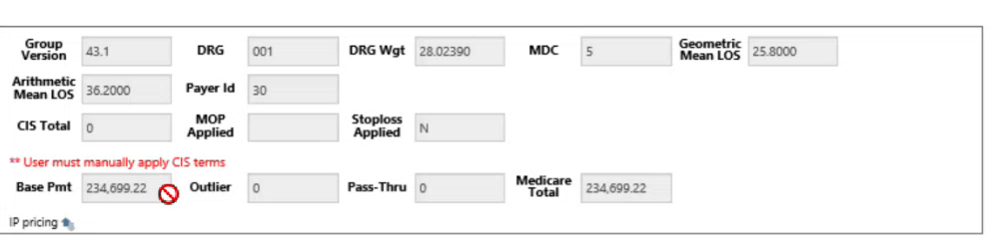 Group Version 43.1 DRG 001 DRG Wgt 28.02390 MDC 5 Geometric Mean LOS 25.8000
Arithmetic Mean LOS 36.2000 Payer Id 30
CIS Total 0 MOP Applied Stoploss Applied N
** User must manually apply CIS terms
Base Pmt 234,699.22 Outlier 0 Pass-Thru 0 Medicare Total 234,699.22
IP pricing